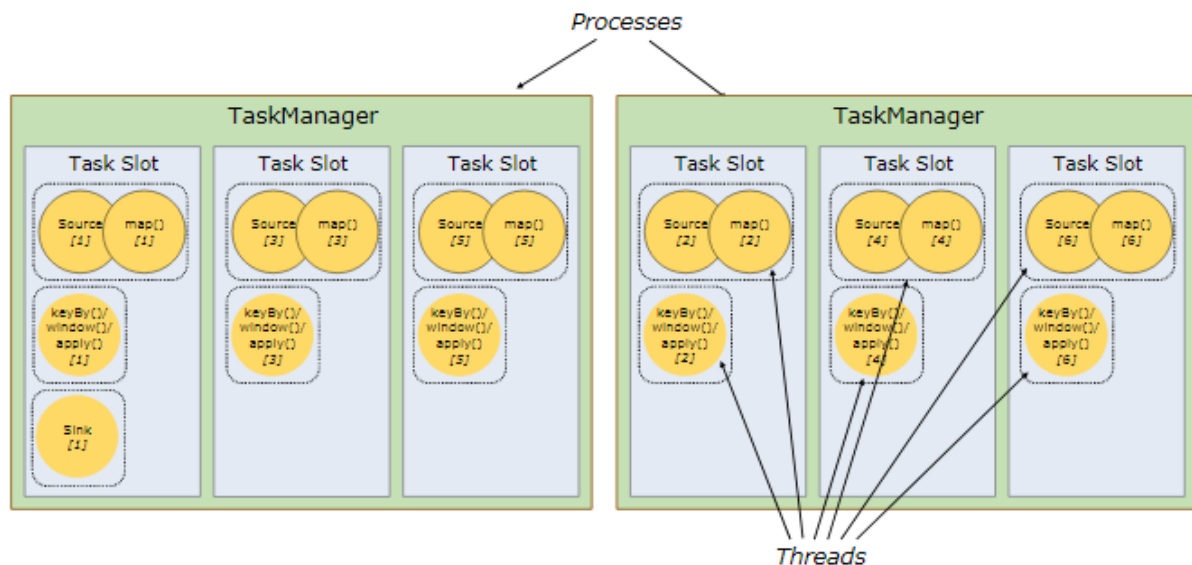 Processes
TaskManager
Task Slot
Task Slot
Task Slot
Source
[1]
map()
[1]
Source
[3]
map()
[3]
Source
[5]
map()
[5]
keyBy()/
window()/
apply()
[1]
keyBy()/
window()/
apply()
[3]
keyBy()/
window()/
apply()
[5]
Sink
[1]
TaskManager
Task Slot
Task Slot
Task Slot
Source
[2]
map()
[2]
Source
[4]
map()
[4]
Source
[6]
map()
[6]
keyBy()/
window()/
apply()
[2]
keyBy()/
window()/
apply()
[4]
keyBy()/
window()/
apply()
[6]
Threads